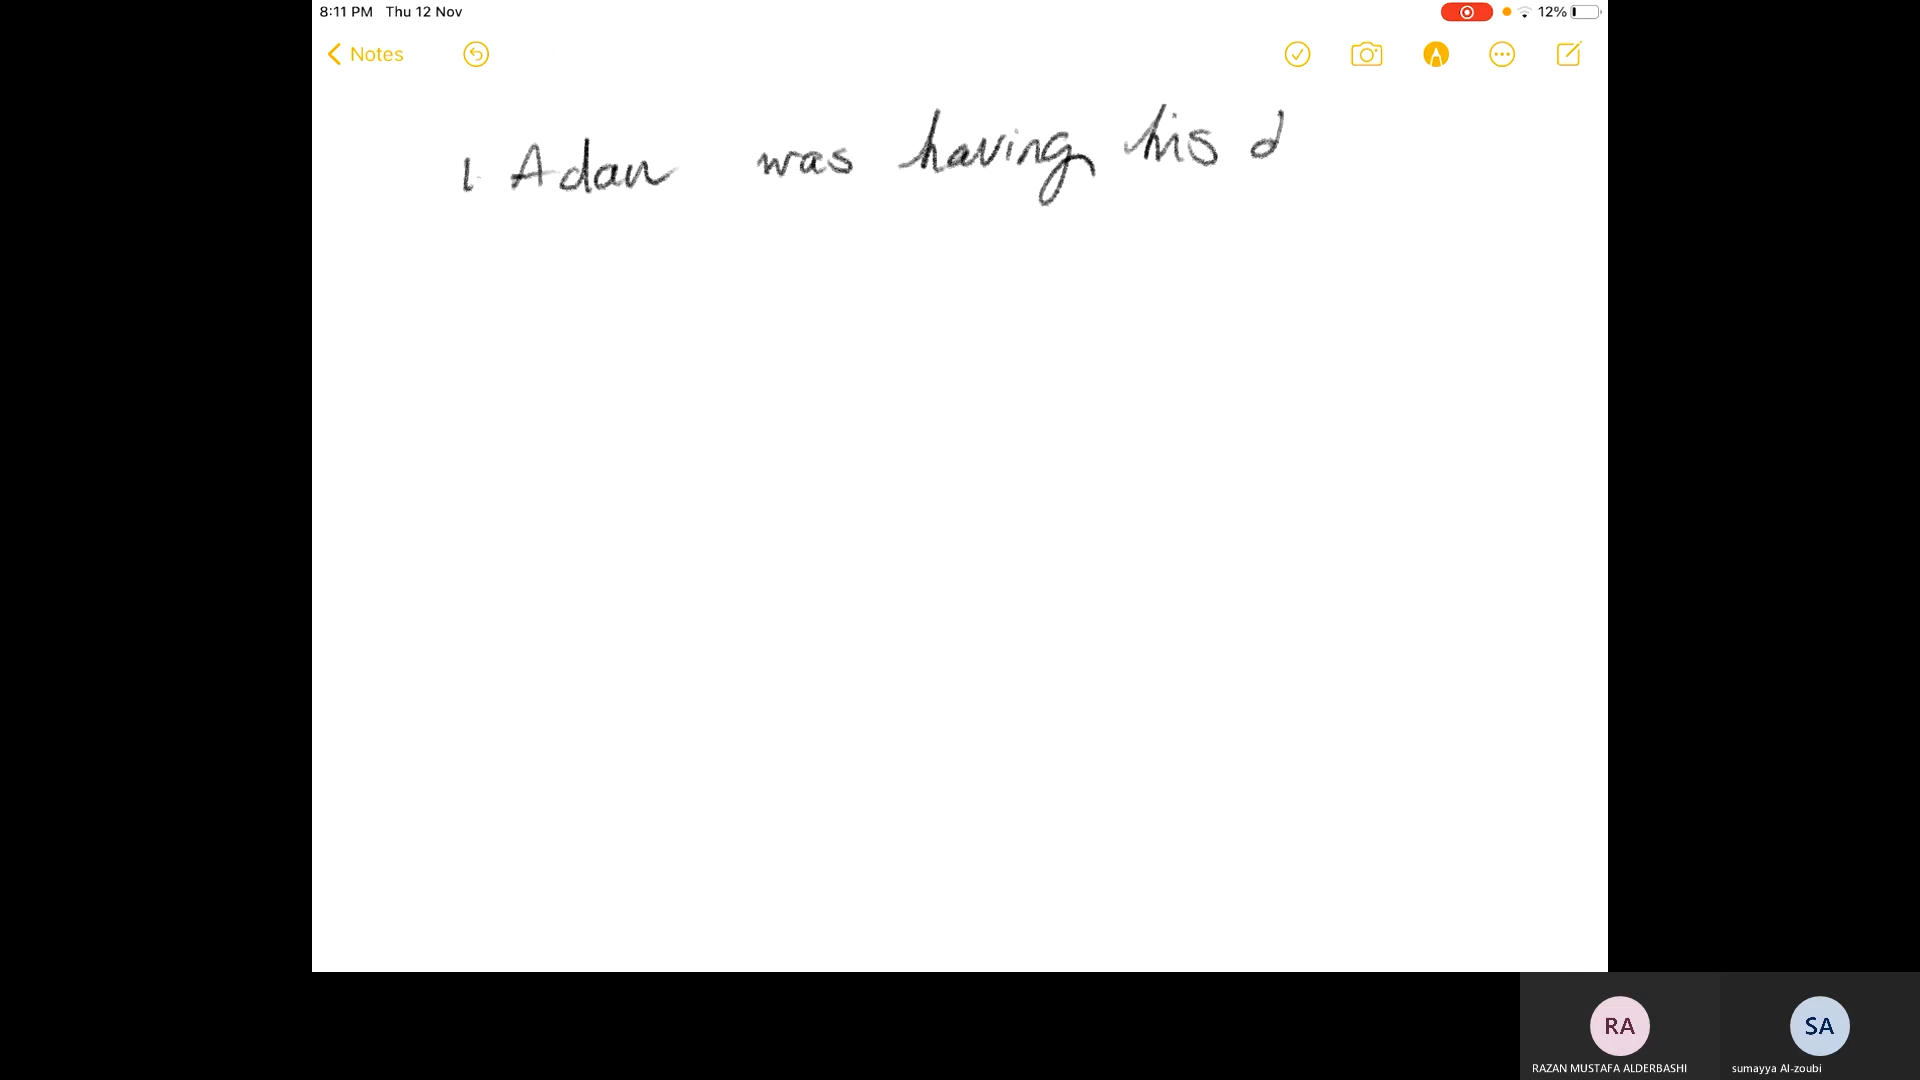 8:11 PM Thu 12 Nov 12%
Notes
1. Adan was having his d
RA SA
RAZAN MUSTAFA ALDERBASHI sumayya Al-zoubi